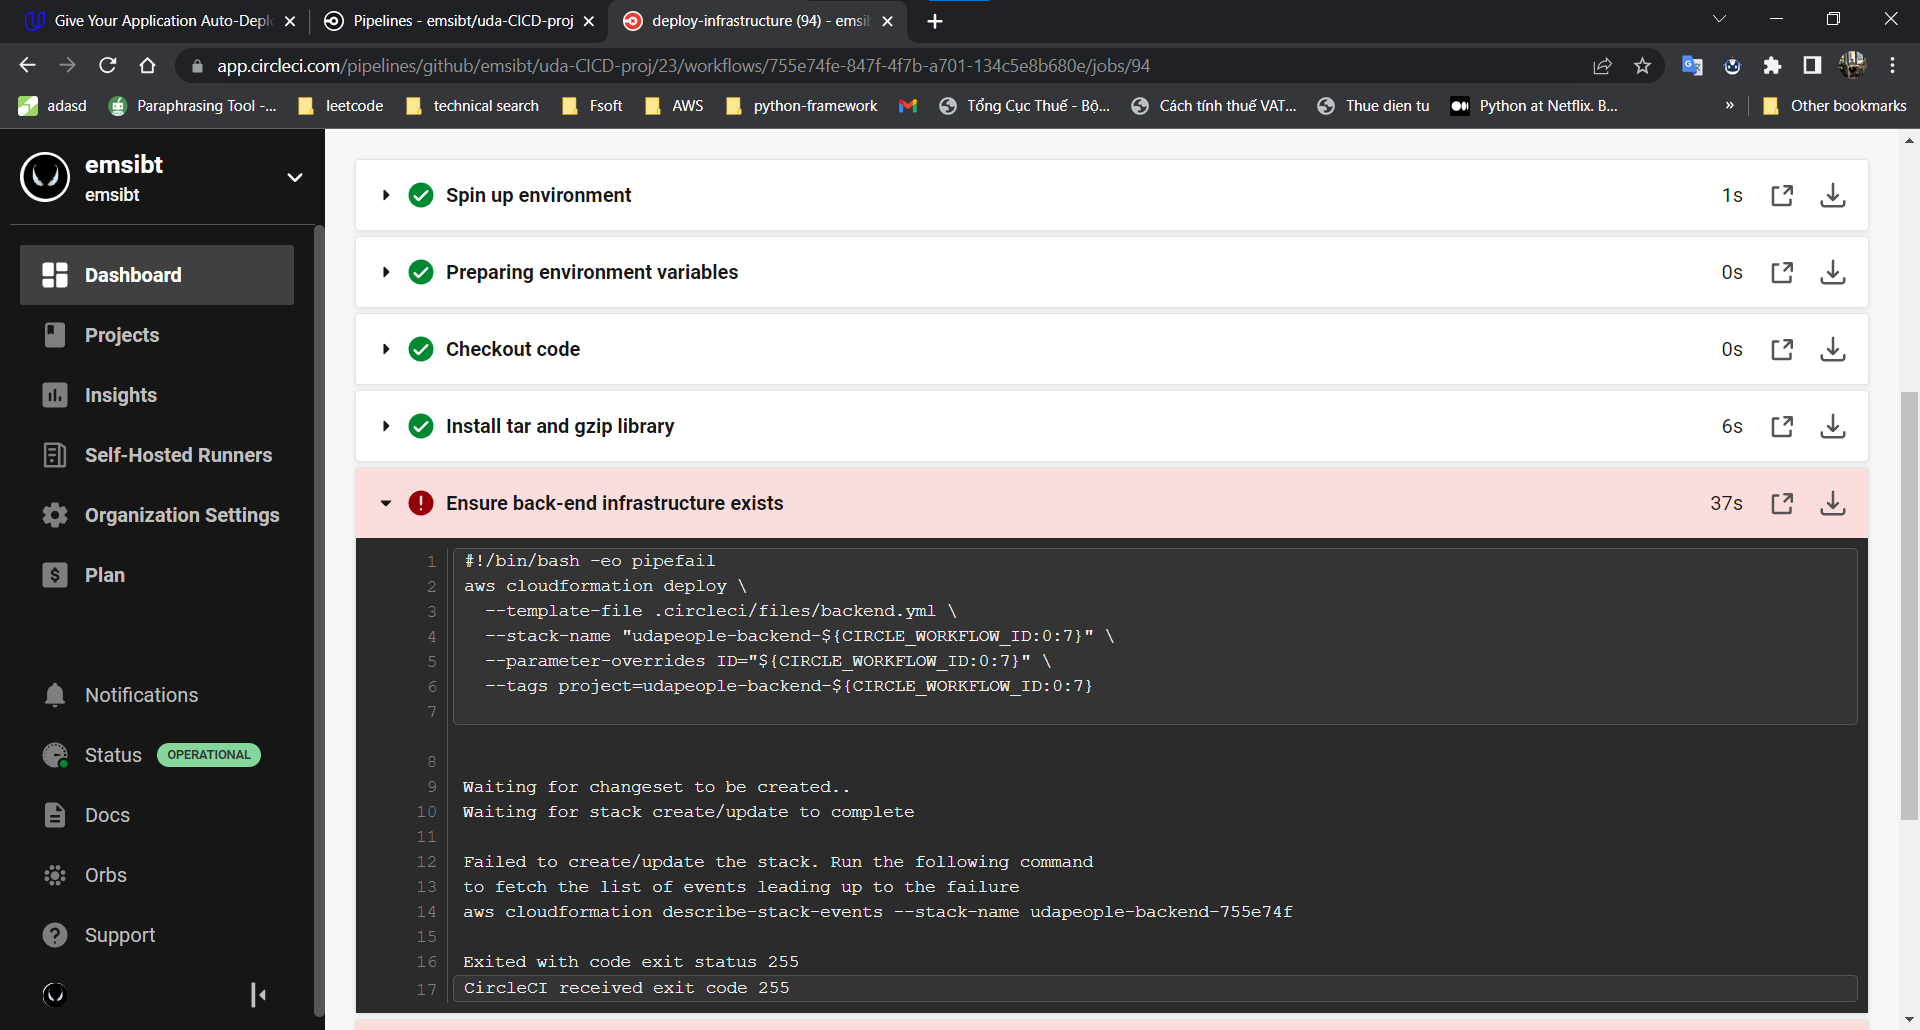 Give Your Application Auto-Depl
Pipelines - emsibt/uda-CICD-proj
deploy-infrastructure (94) - emsib
app.circleci.com/pipelines/github/emsibt/uda-CICD-proj/23/workflows/755e74fe-847f-4f7b-a701-134c5e8b680e/jobs/94
adasd
Paraphrasing Tool -...
leetcode
technical search
Fsoft
AWS
python-framework
Tổng Cục Thuế - Bộ...
Cách tính thuế VAT...
Thue dien tu
Python at Netflix. B...
»
Other bookmarks
emsibt
emsibt
Dashboard
Projects
Insights
Self-Hosted Runners
Organization Settings
Plan
Notifications
Status OPERATIONAL
Docs
Orbs
Support
Spin up environment 1s
Preparing environment variables 0s
Checkout code 0s
Install tar and gzip library 6s
Ensure back-end infrastructure exists 37s
1 #!/bin/bash -eo pipefail
2 aws cloudformation deploy \
3 --template-file .circleci/files/backend.yml \
4 --stack-name "udapeople-backend-${CIRCLE_WORKFLOW_ID:0:7}" \
5 --parameter-overrides ID="${CIRCLE_WORKFLOW_ID:0:7}" \
6 --tags project=udapeople-backend-${CIRCLE_WORKFLOW_ID:0:7}
7
8
9 Waiting for changeset to be created..
10 Waiting for stack create/update to complete
11
12 Failed to create/update the stack. Run the following command
13 to fetch the list of events leading up to the failure
14 aws cloudformation describe-stack-events --stack-name udapeople-backend-755e74f
15
16 Exited with code exit status 255
17 CircleCI received exit code 255